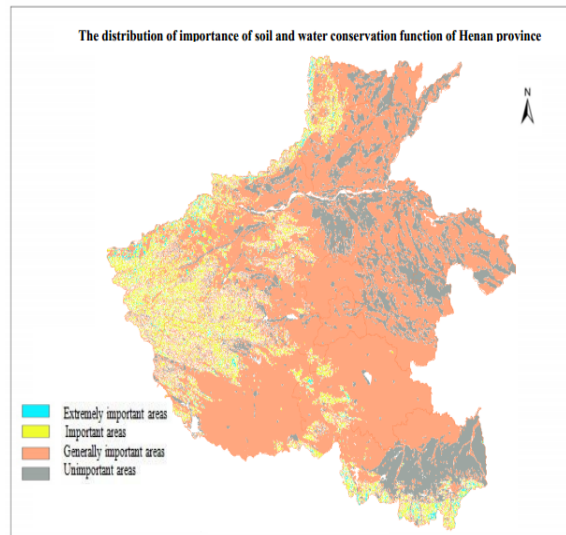 The distribution of importance of soil and water conservation function of Henan province
N
Extremely important areas
Important areas
Generally important areas
Unimportant areas